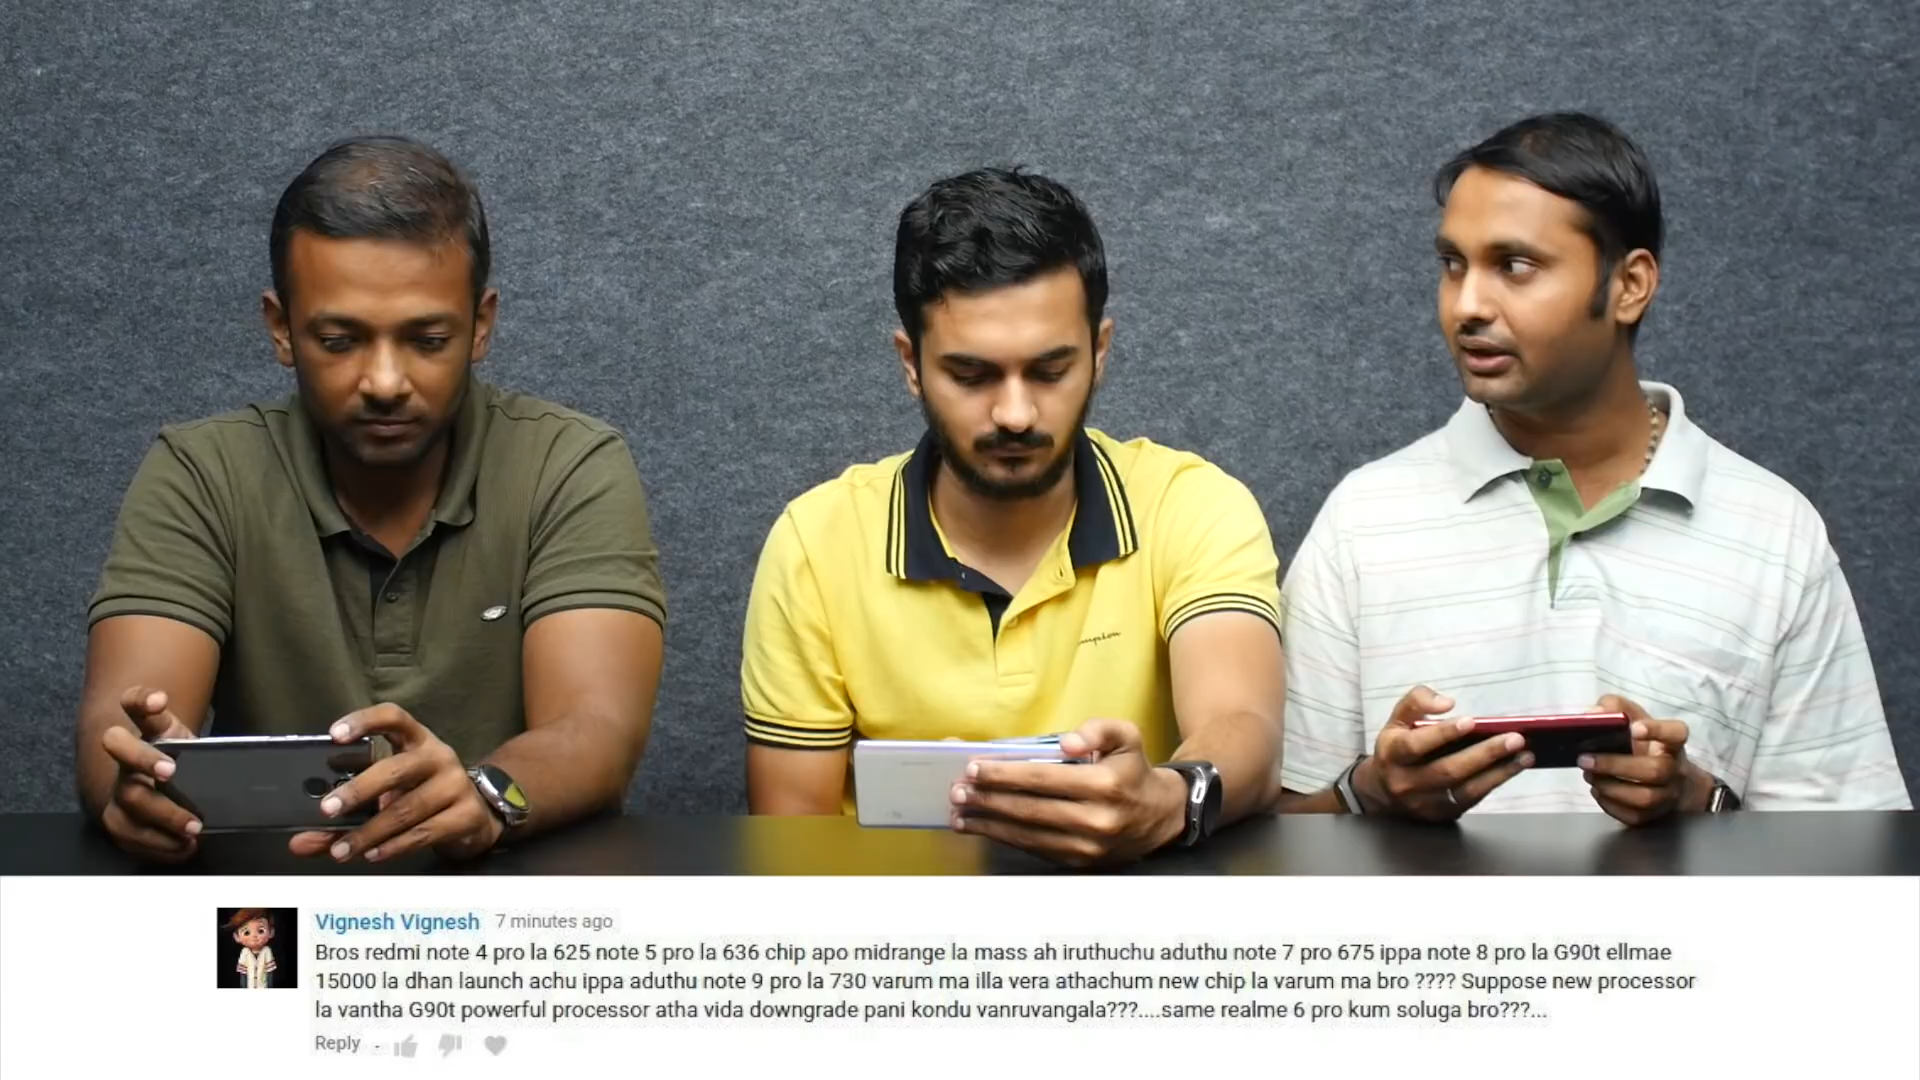 mpion
Vignesh Vignesh 7 minutes ago
Bros redmi note 4 pro la 625 note 5 pro la 636 chip apo midrange la mass ah iruthuchu aduthu note 7 pro 675 ippa note 8 pro la G90t ellmae
15000 la dhan launch achu ippa aduthu note 9 pro la 730 varum ma illa vera athachum new chip la varum ma bro ???? Suppose new processor
la vantha G90t powerful processor atha vida downgrade pani kondu vanruvangala???....same realme 6 pro kum soluga bro???...
Reply